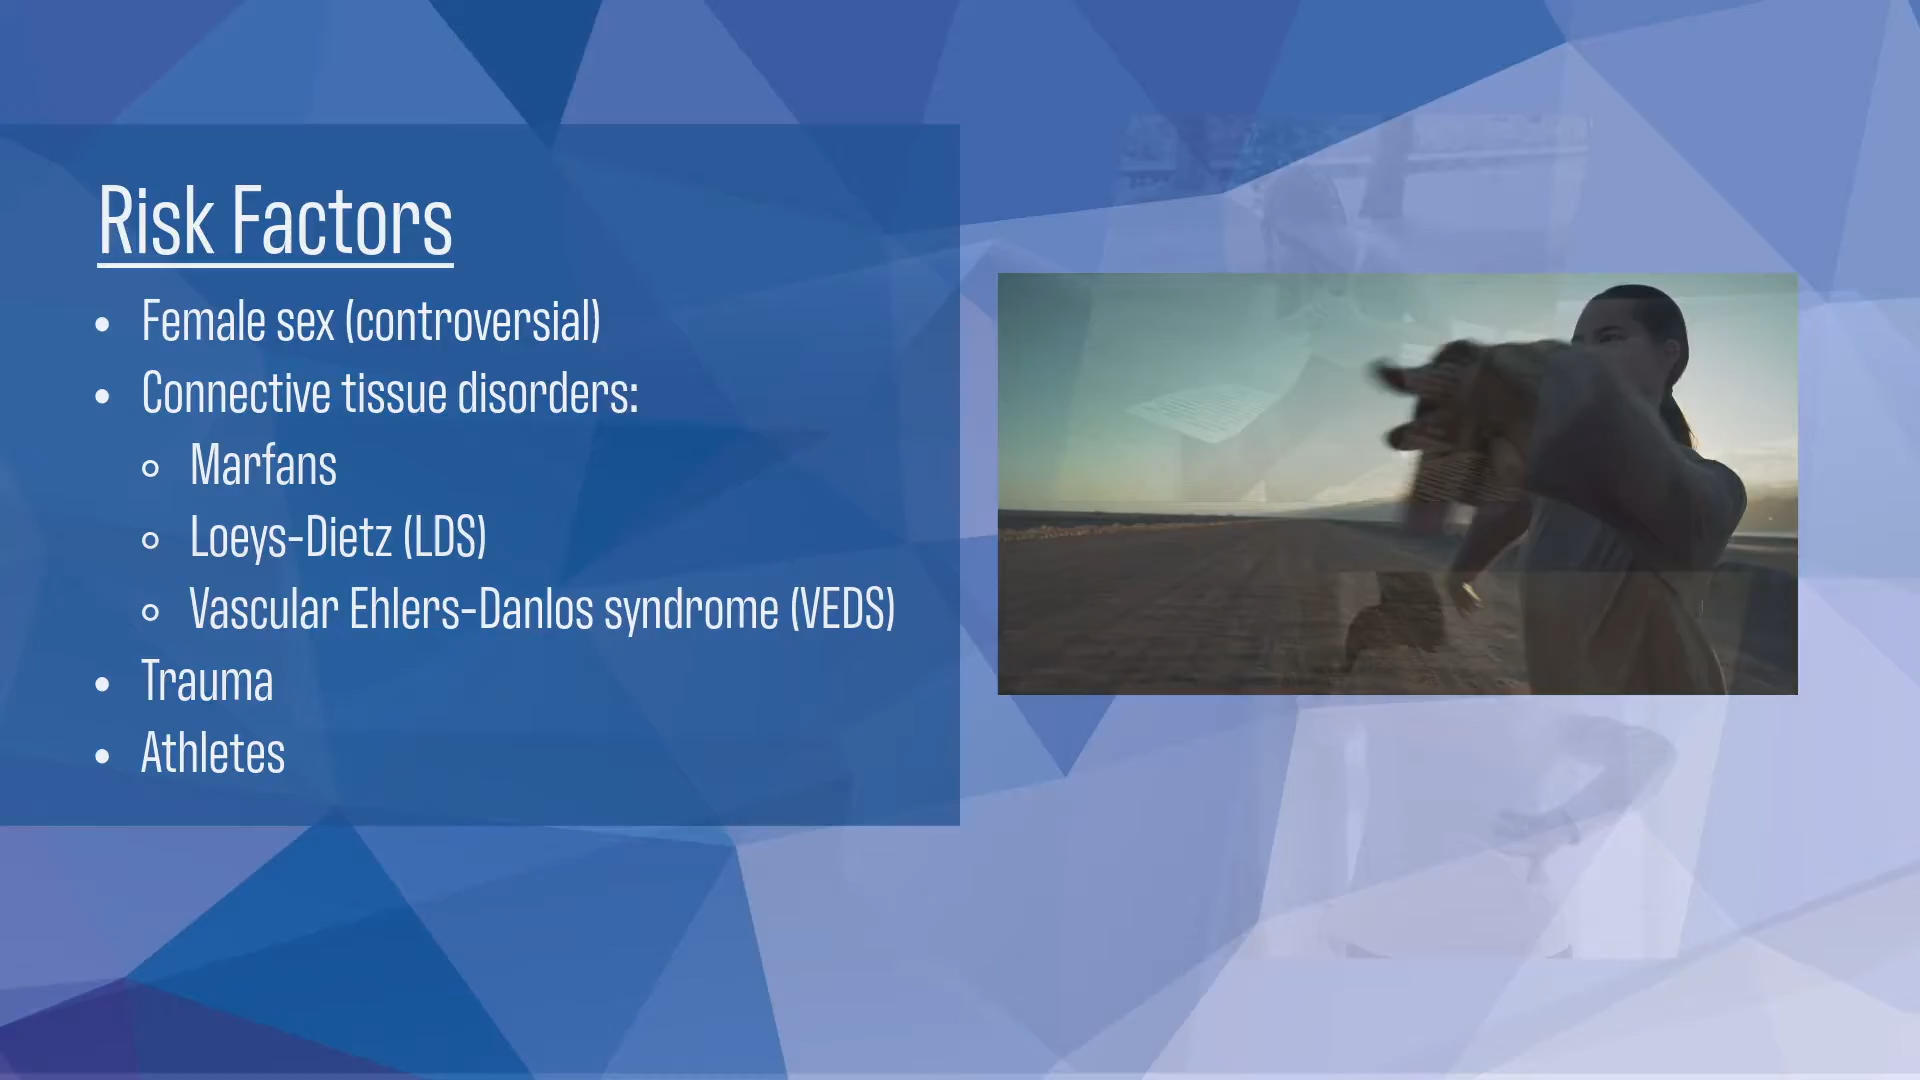 Risk Factors
• Female sex (controversial)
• Connective tissue disorders:
○ Marfans
○ Loeys-Dietz (LDS)
○ Vascular Ehlers-Danlos syndrome (VEDS)
• Trauma
• Athletes